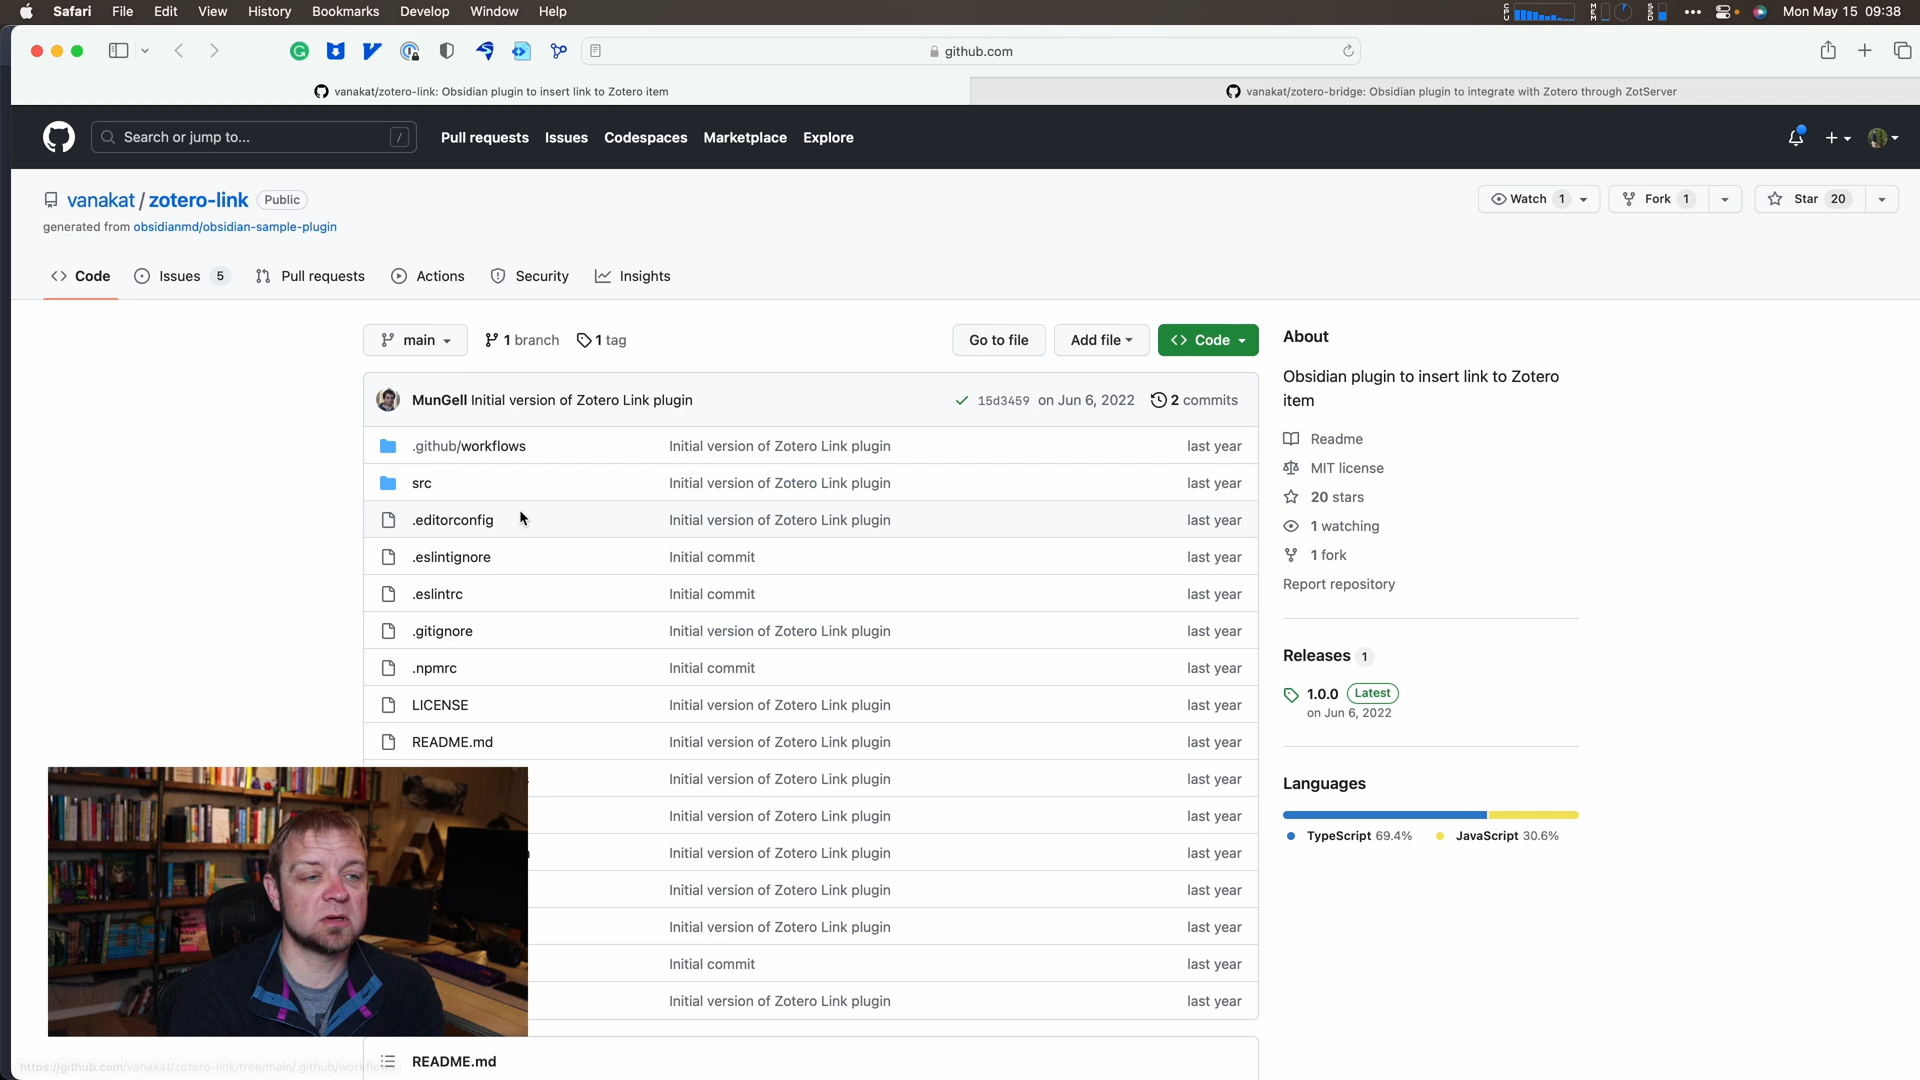 Safari File Edit View History Bookmarks Develop Window Help
Mon May 15 09:38
github.com
vanakat/zotero-link: Obsidian plugin to insert link to Zotero item
vanakat/zotero-bridge: Obsidian plugin to integrate with Zotero through ZotServer
Search or jump to... /
Pull requests Issues Codespaces Marketplace Explore
vanakat / zotero-link Public
Watch 1
Fork 1
Star 20
generated from obsidianmd/obsidian-sample-plugin
Code
Issues 5
Pull requests
Actions
Security
Insights
main
1 branch
1 tag
Go to file
Add file
Code
MunGell Initial version of Zotero Link plugin
15d3459 on Jun 6, 2022
2 commits
.github/workflows Initial version of Zotero Link plugin last year
src Initial version of Zotero Link plugin last year
.editorconfig Initial version of Zotero Link plugin last year
.eslintignore Initial commit last year
.eslintrc Initial commit last year
.gitignore Initial version of Zotero Link plugin last year
.npmrc Initial commit last year
LICENSE Initial version of Zotero Link plugin last year
README.md Initial version of Zotero Link plugin last year
Initial version of Zotero Link plugin last year
Initial version of Zotero Link plugin last year
Initial version of Zotero Link plugin last year
Initial version of Zotero Link plugin last year
Initial version of Zotero Link plugin last year
Initial commit last year
Initial version of Zotero Link plugin last year
README.md
About
Obsidian plugin to insert link to Zotero
item
Readme
MIT license
20 stars
1 watching
1 fork
Report repository
Releases 1
1.0.0 Latest
on Jun 6, 2022
Languages
TypeScript 69.4% JavaScript 30.6%
https://github.com/vanakat/zotero-link/tree/main/.github/workflows